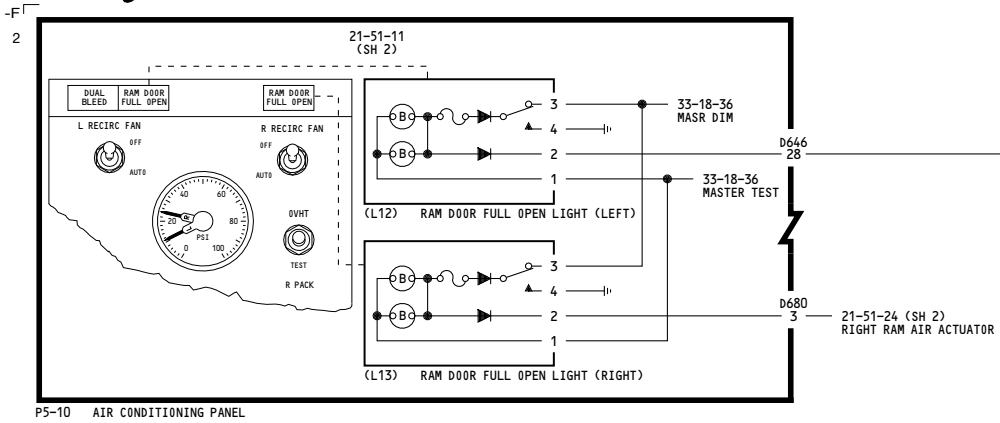 -F
2
21-51-11
(SH 2)
DUAL
BLEED
RAM DOOR
FULL OPEN
RAM DOOR
FULL OPEN
L RECIRC FAN
OFF
AUTO
R RECIRC FAN
OFF
AUTO
0
20
40
60
80
100
PSI
R
L
OVHT
TEST
R PACK
B
B
3
4
2
1
33-18-36
MASR DIM
D646
28
33-18-36
MASTER TEST
(L12) RAM DOOR FULL OPEN LIGHT (LEFT)
B
B
3
4
2
1
D680
3
21-51-24 (SH 2)
RIGHT RAM AIR ACTUATOR
(L13) RAM DOOR FULL OPEN LIGHT (RIGHT)
P5-10 AIR CONDITIONING PANEL